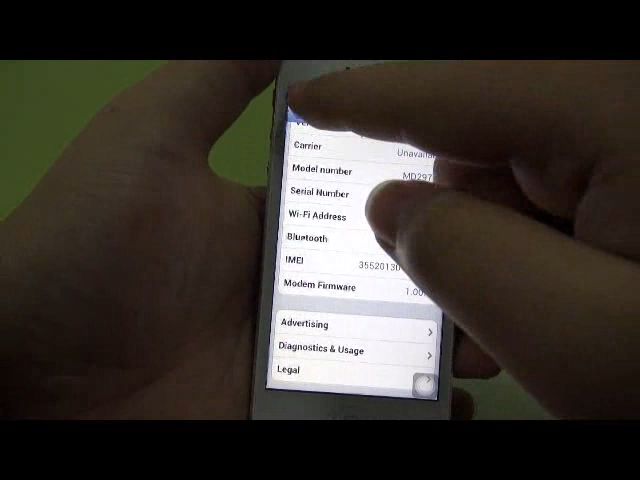 Carrier
Model number MD297
Serial Number
Wi-Fi Address
Bluetooth
IMEI 35520130
Modem Firmware 1.00
Advertising
Diagnostics & Usage
Legal